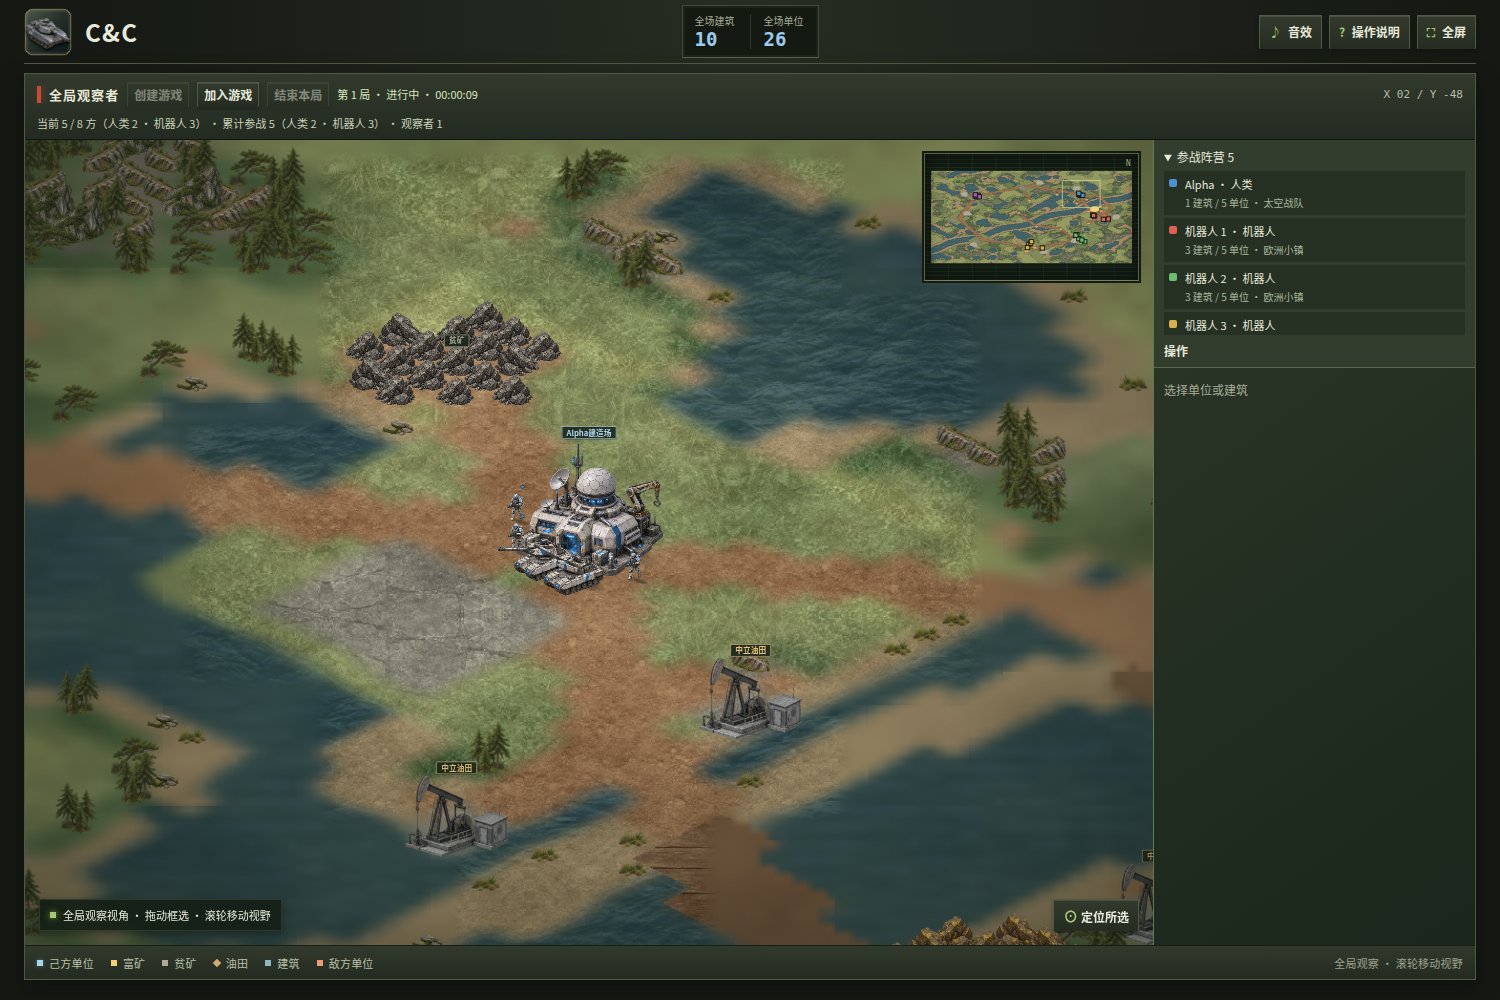 C&C
全场建筑
10
全场单位
26
♪ 音效
? 操作说明
全屏
全局观察者 创建游戏 加入游戏 结束本局 第 1 局 · 进行中 · 00:00:09
X 02 / Y -48
当前 5 / 8 方（人类 2 · 机器人 3） · 累计参战 5（人类 2 · 机器人 3） · 观察者 1
N
▼ 参战阵营 5
Alpha · 人类
1 建筑 / 5 单位 · 太空战队
机器人 1 · 机器人
3 建筑 / 5 单位 · 欧洲小镇
机器人 2 · 机器人
3 建筑 / 5 单位 · 欧洲小镇
机器人 3 · 机器人
操作
选择单位或建筑
贫矿
Alpha建造场
中立油田
中立油田
中
全局观察视角 · 拖动框选 · 滚轮移动视野
定位所选
己方单位 富矿 贫矿 油田 建筑 敌方单位
全局观察 · 滚轮移动视野